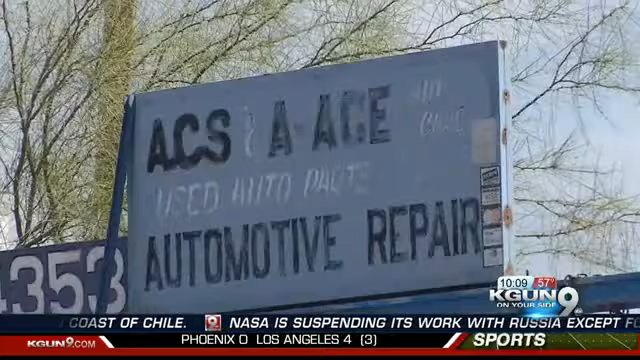 ACS & A-ACE
USED AUTO PARTS
AUTOMOTIVE REPAIR
4353
10:09 57°
KGUN 9
ON YOUR SIDE
COAST OF CHILE. NASA IS SUSPENDING ITS WORK WITH RUSSIA EXCEPT FO
KGUN9.COM PHOENIX 0 LOS ANGELES 4 (3) SPORTS